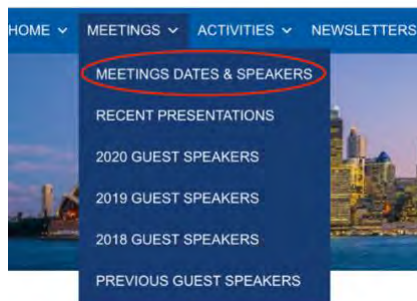 HOME MEETINGS ACTIVITIES NEWSLETTERS
MEETINGS DATES & SPEAKERS
RECENT PRESENTATIONS
2020 GUEST SPEAKERS
2019 GUEST SPEAKERS
2018 GUEST SPEAKERS
PREVIOUS GUEST SPEAKERS